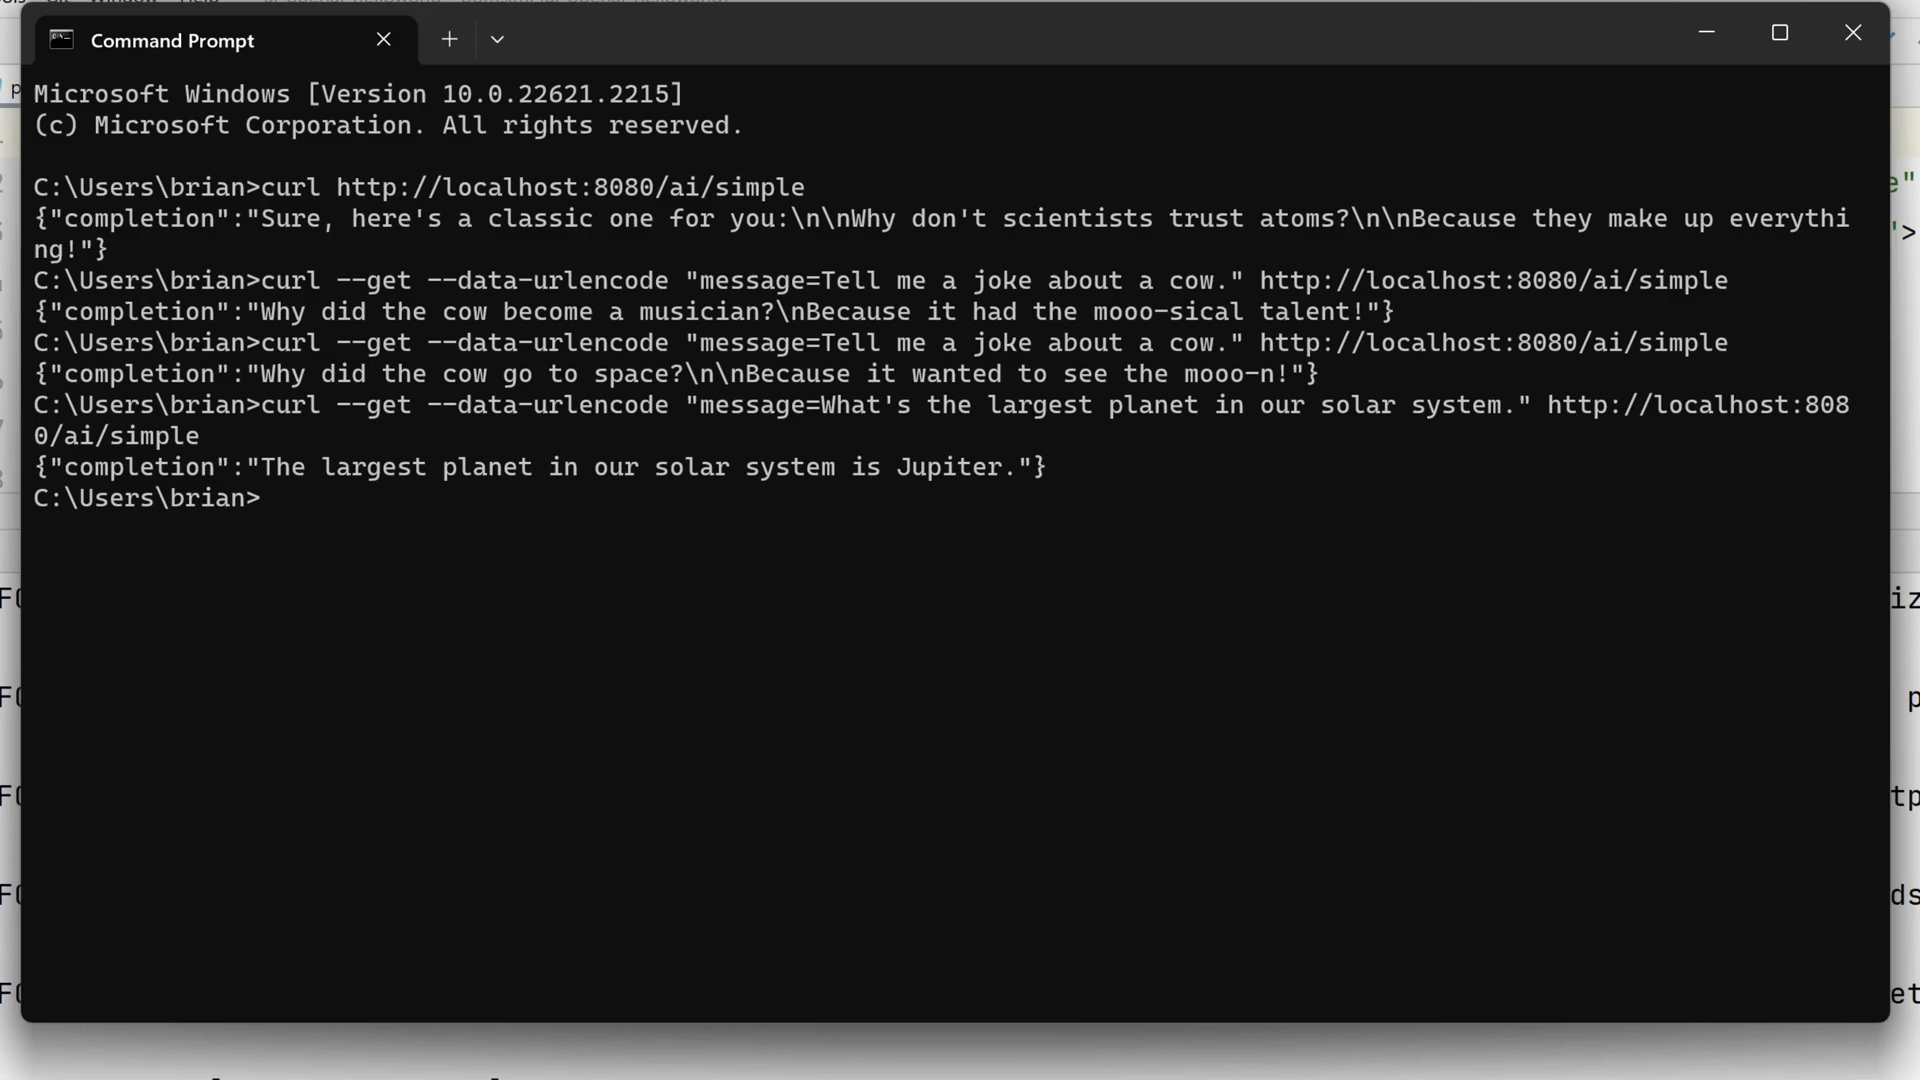 Command Prompt
Microsoft Windows [Version 10.0.22621.2215]
(c) Microsoft Corporation. All rights reserved.
C:\Users\brian>curl http://localhost:8080/ai/simple
{"completion":"Sure, here's a classic one for you:\n\nWhy don't scientists trust atoms?\n\nBecause they make up everythi
ng!"}
C:\Users\brian>curl --get --data-urlencode "message=Tell me a joke about a cow." http://localhost:8080/ai/simple
{"completion":"Why did the cow become a musician?\nBecause it had the mooo-sical talent!"}
C:\Users\brian>curl --get --data-urlencode "message=Tell me a joke about a cow." http://localhost:8080/ai/simple
{"completion":"Why did the cow go to space?\n\nBecause it wanted to see the mooo-n!"}
C:\Users\brian>curl --get --data-urlencode "message=What's the largest planet in our solar system." http://localhost:808
0/ai/simple
{"completion":"The largest planet in our solar system is Jupiter."}
C:\Users\brian>